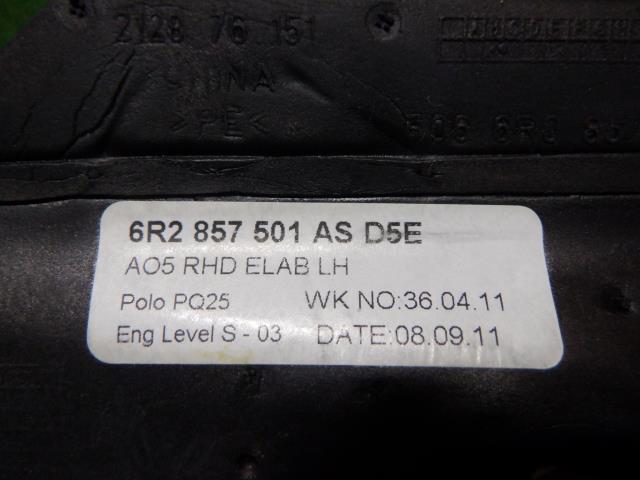 2128 76 151
CHINA
>PE<
6R2 857 501 AS D5E
AO5 RHD ELAB LH
Polo PQ25 WK NO:36.04.11
Eng Level S - 03 DATE:08.09.11